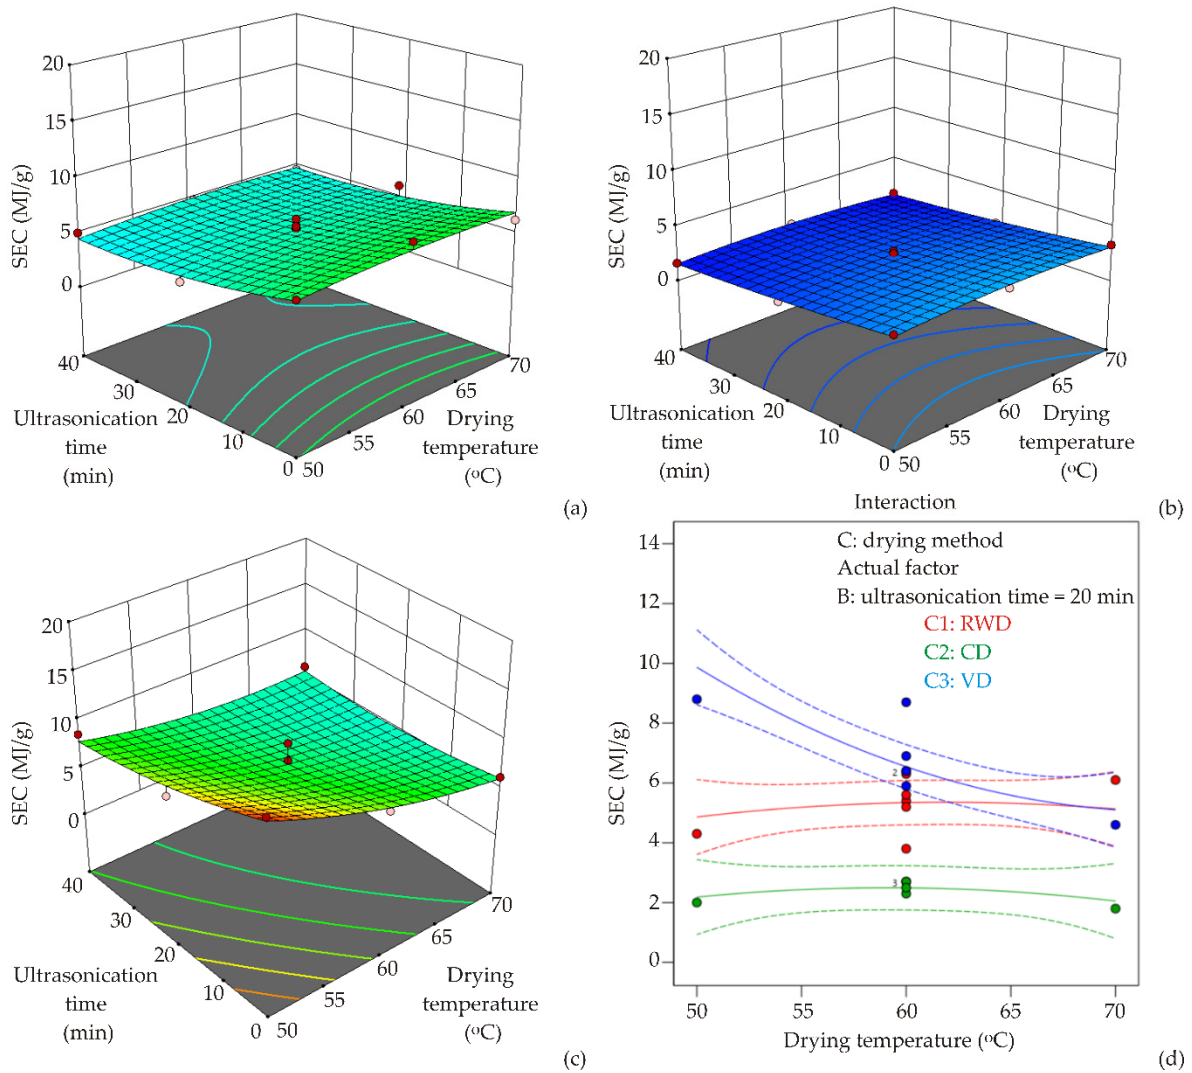 20
15
10
5
0
SEC (MJ/g)
40
30
20
10
0
50
55
60
65
70
Ultrasonication
time
(min)
Drying
temperature
(ºC)
(a)
20
15
10
5
0
SEC (MJ/g)
40
30
20
10
0
50
55
60
65
70
Ultrasonication
time
(min)
Drying
temperature
(ºC)
(b)
20
15
10
5
0
SEC (MJ/g)
40
30
20
10
0
50
55
60
65
70
Ultrasonication
time
(min)
Drying
temperature
(ºC)
(c)
Interaction
C: drying method
Actual factor
B: ultrasonication time = 20 min
C1: RWD
C2: CD
C3: VD
14
12
10
8
6
4
2
0
SEC (MJ/g)
2
3
50
55
60
65
70
Drying temperature (ºC)
(d)